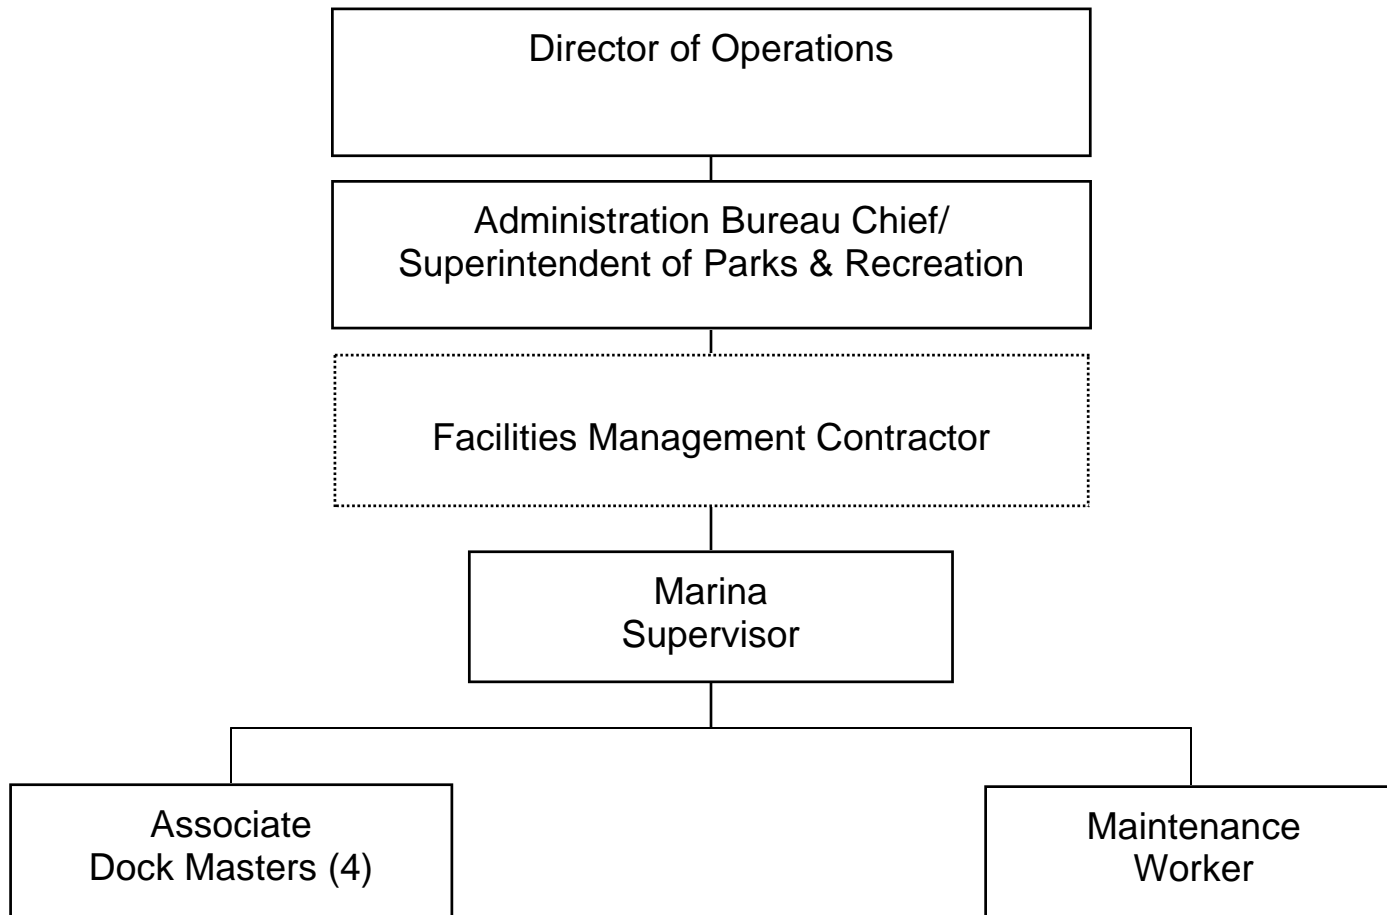 Director of Operations
Administration Bureau Chief/
Superintendent of Parks & Recreation
Facilities Management Contractor
Marina
Supervisor
Associate
Dock Masters (4)
Maintenance
Worker